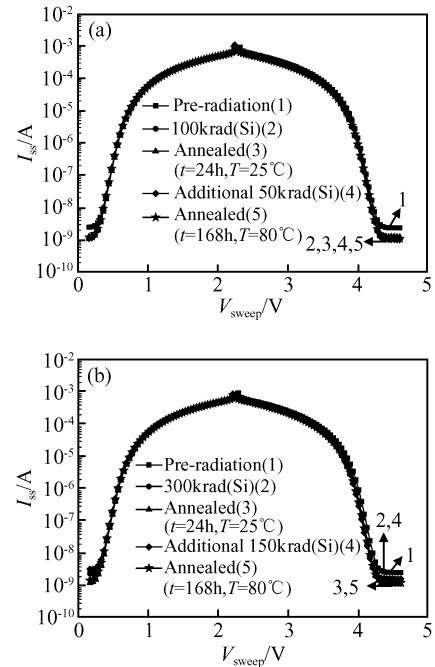 (a)
10⁻²
10⁻³
10⁻⁴
10⁻⁵
10⁻⁶
10⁻⁷
10⁻⁸
10⁻⁹
10⁻¹⁰
I_ss/A
Pre-radiation(1)
100krad(Si)(2)
Annealed(3)
(t=24h,T=25℃)
Additional 50krad(Si)(4)
Annealed(5)
(t=168h,T=80℃)
1
2,3,4,5
0 1 2 3 4 5
V_sweep/V
(b)
10⁻²
10⁻³
10⁻⁴
10⁻⁵
10⁻⁶
10⁻⁷
10⁻⁸
10⁻⁹
10⁻¹⁰
I_ss/A
Pre-radiation(1)
300krad(Si)(2)
Annealed(3)
(t=24h,T=25℃)
Additional 150krad(Si)(4)
Annealed(5)
(t=168h,T=80℃)
2,4
1
3,5
0 1 2 3 4 5
V_sweep/V